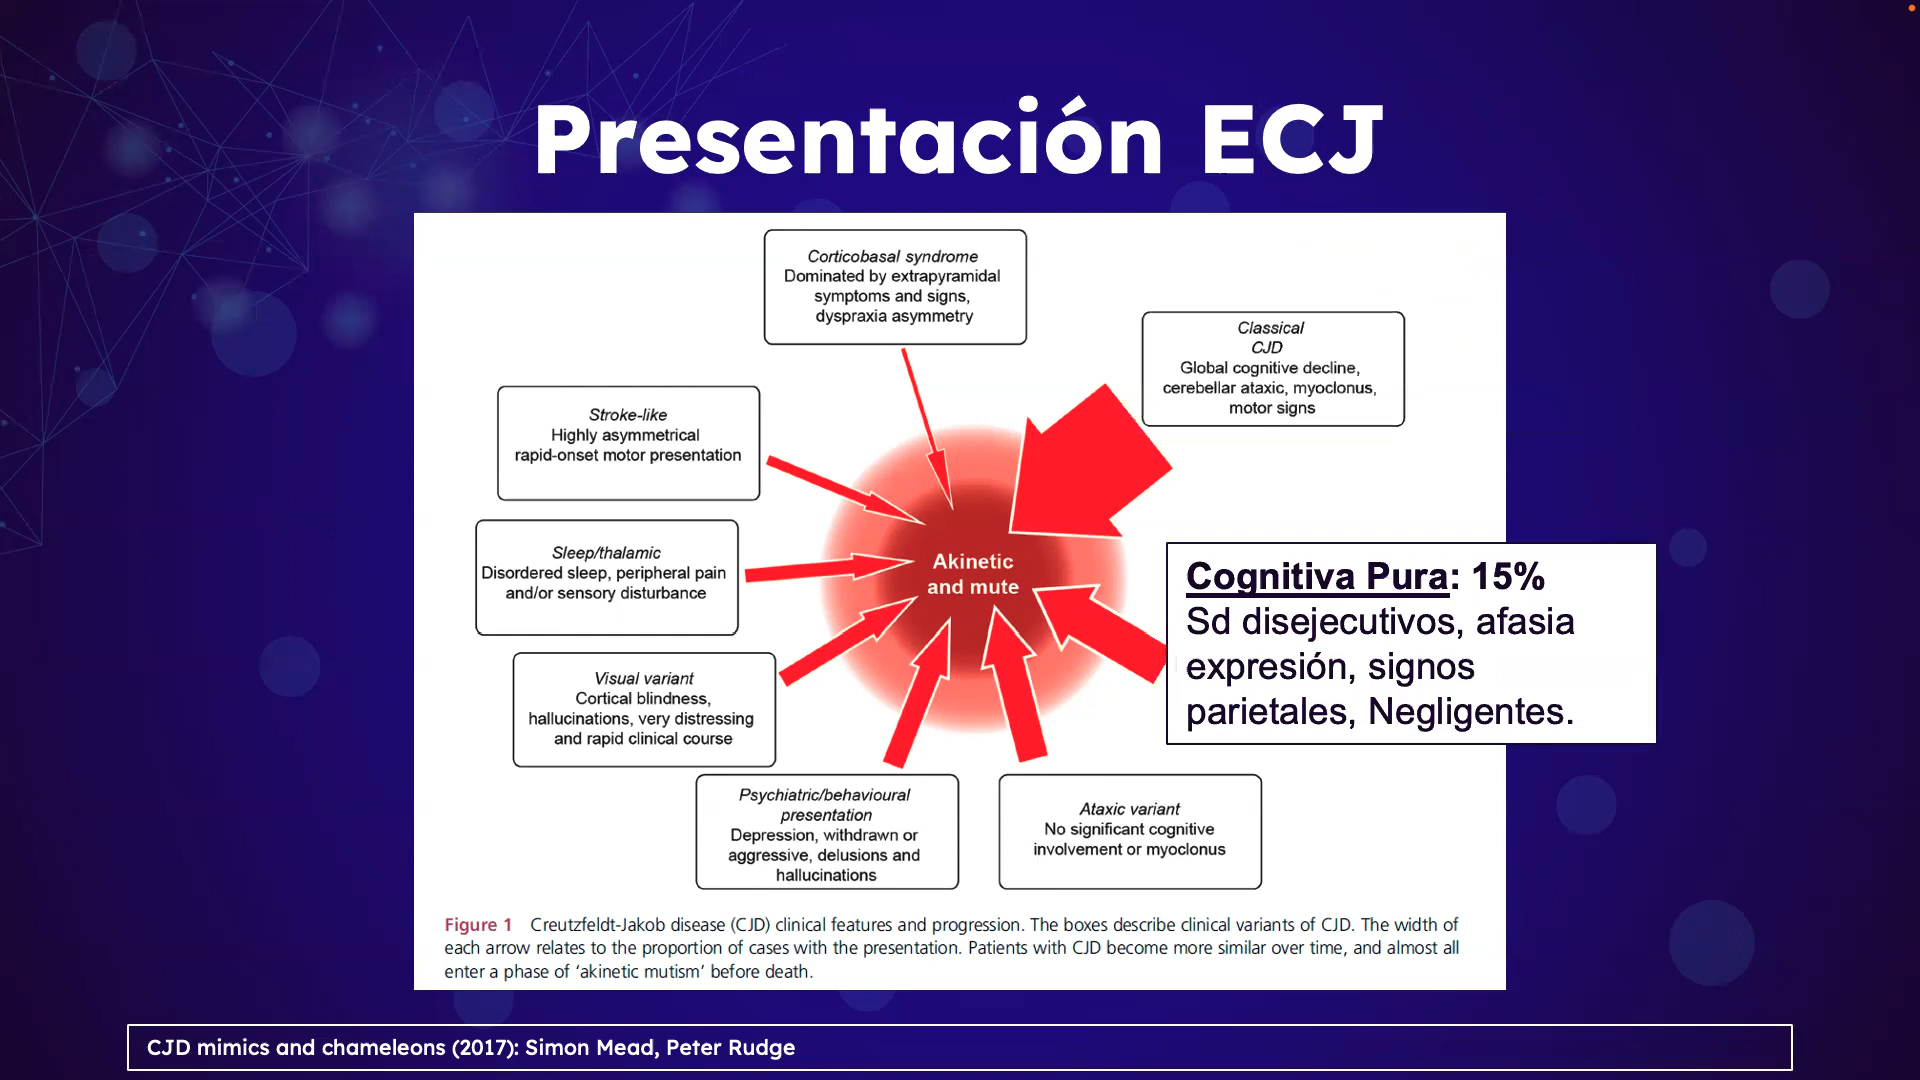 Presentación ECJ
Corticobasal syndrome
Dominated by extrapyramidal
symptoms and signs,
dyspraxia asymmetry
Classical
CJD
Global cognitive decline,
cerebellar ataxic, myoclonus,
motor signs
Stroke-like
Highly asymmetrical
rapid-onset motor presentation
Sleep/thalamic
Disordered sleep, peripheral pain
and/or sensory disturbance
Akinetic
and mute
Cognitiva Pura: 15%
Sd disejecutivos, afasia
expresión, signos
parietales, Negligentes.
Visual variant
Cortical blindness,
hallucinations, very distressing
and rapid clinical course
Psychiatric/behavioural
presentation
Depression, withdrawn or
aggressive, delusions and
hallucinations
Ataxic variant
No significant cognitive
involvement or myoclonus
Figure 1 Creutzfeldt-Jakob disease (CJD) clinical features and progression. The boxes describe clinical variants of CJD. The width of
each arrow relates to the proportion of cases with the presentation. Patients with CJD become more similar over time, and almost all
enter a phase of ‘akinetic mutism’ before death.
CJD mimics and chameleons (2017): Simon Mead, Peter Rudge